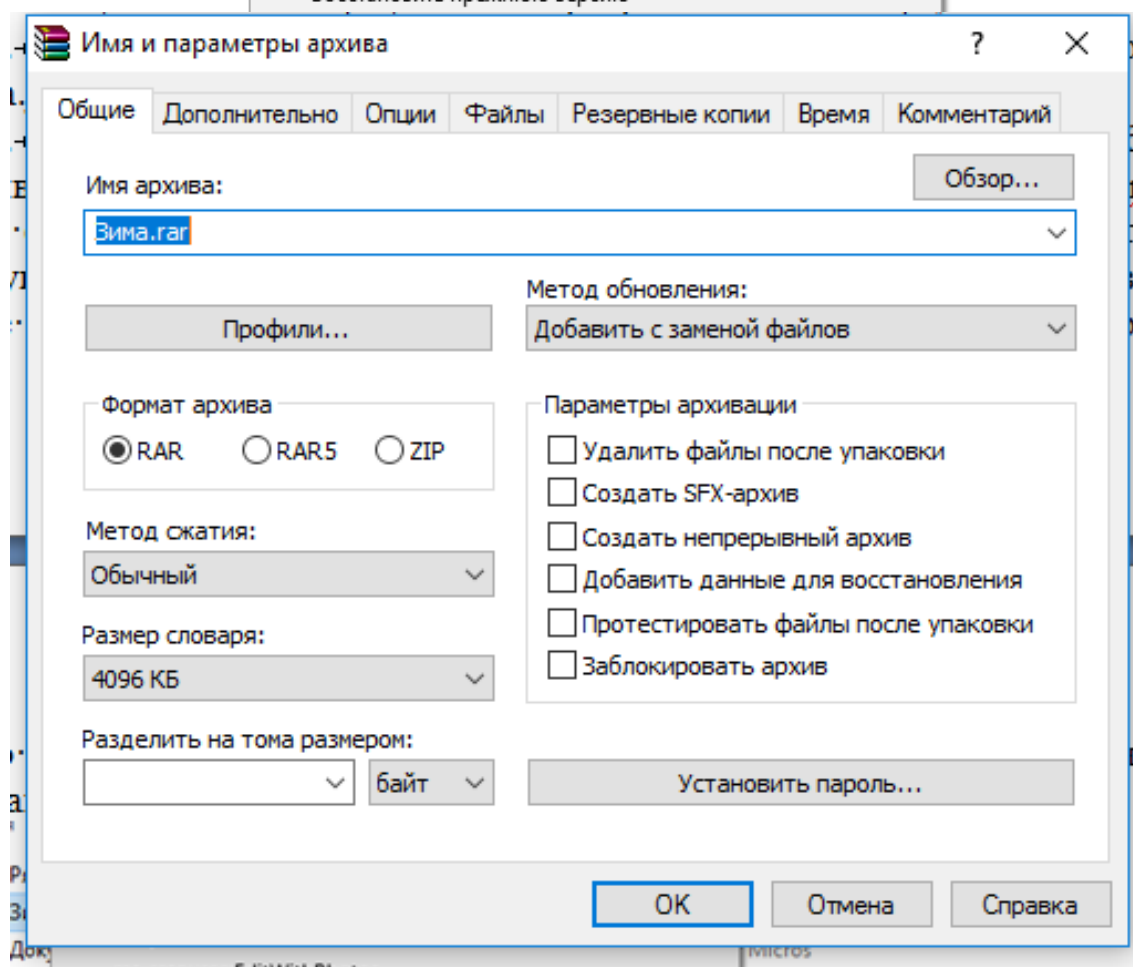 Имя и параметры архива
Общие Дополнительно Опции Файлы Резервные копии Время Комментарий
Имя архива:
Обзор...
Зима.rar
Метод обновления:
Профили...
Добавить с заменой файлов
Формат архива
RAR RAR5 ZIP
Параметры архивации
Удалить файлы после упаковки
Создать SFX-архив
Создать непрерывный архив
Добавить данные для восстановления
Протестировать файлы после упаковки
Заблокировать архив
Метод сжатия:
Обычный
Размер словаря:
4096 КБ
Разделить на тома размером:
байт
Установить пароль...
ОК Отмена Справка
Micros